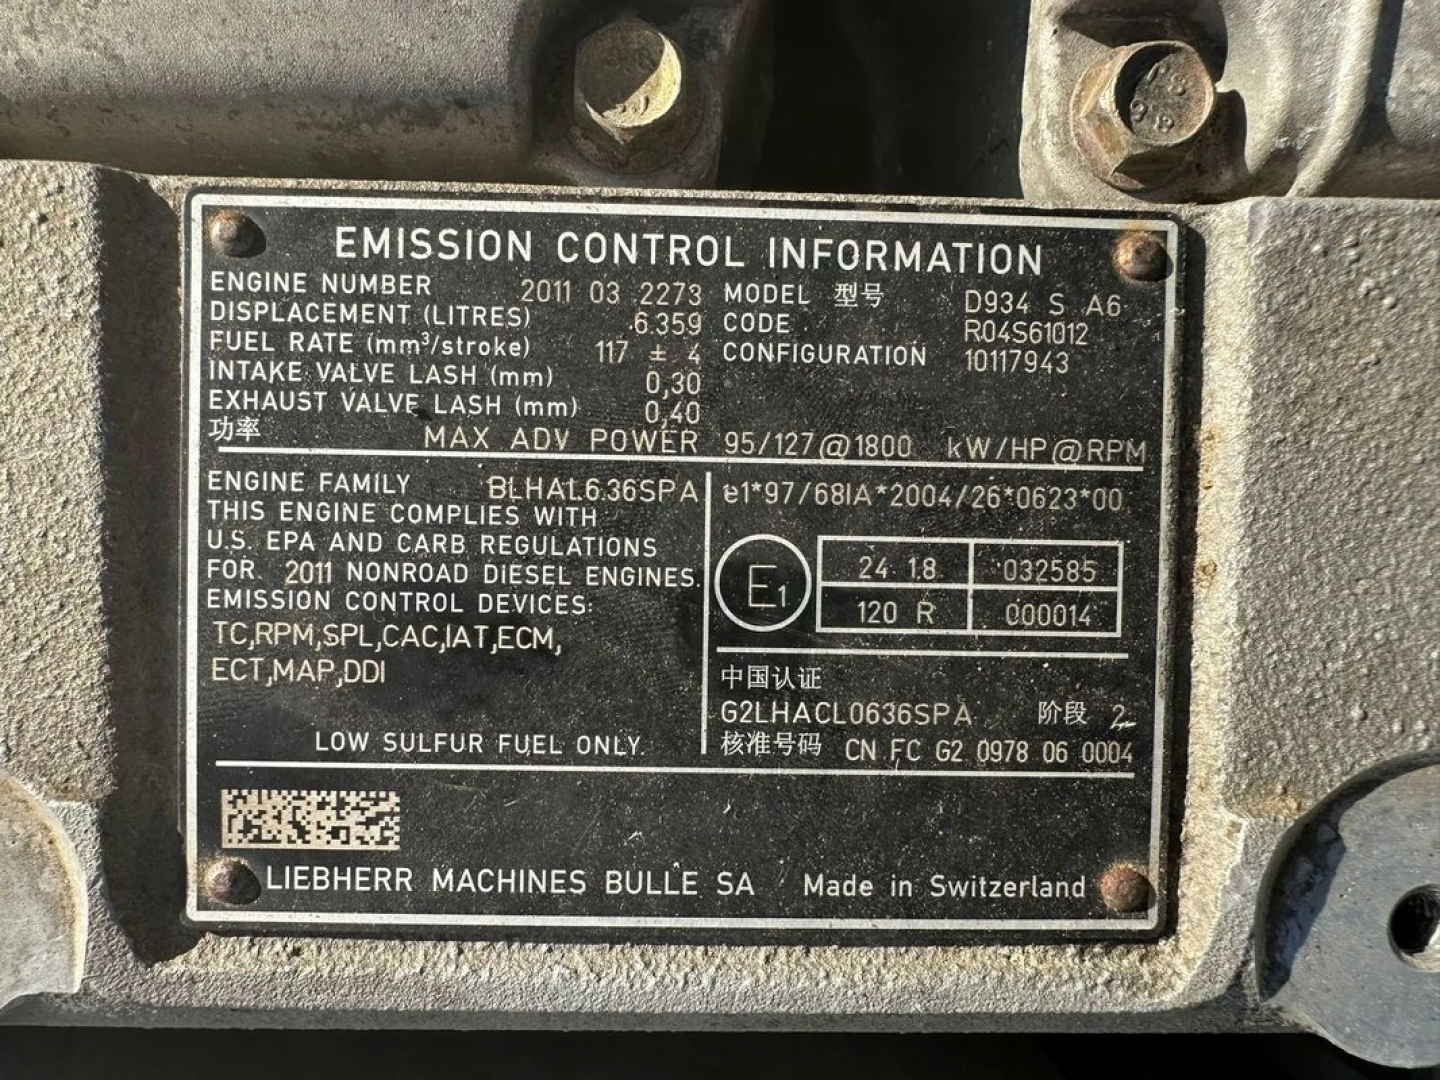 EMISSION CONTROL INFORMATION
ENGINE NUMBER 2011 03 2273 MODEL 型号 D934 S A6
DISPLACEMENT (LITRES) 6.359 CODE R04S61012
FUEL RATE (mm³/stroke) 117 ± 4 CONFIGURATION 10117943
INTAKE VALVE LASH (mm) 0,30
EXHAUST VALVE LASH (mm) 0,40
功率 MAX ADV POWER 95/127@1800 kW/HP@RPM
ENGINE FAMILY BLHAL6.36SPA
THIS ENGINE COMPLIES WITH
U.S. EPA AND CARB REGULATIONS
FOR 2011 NONROAD DIESEL ENGINES.
EMISSION CONTROL DEVICES:
TC,RPM,SPL,CAC,IAT,ECM,
ECT,MAP,DDI
LOW SULFUR FUEL ONLY.
e1*97/68IA*2004/26*0623*00
E1
24 1.8 032585
120 R 000014
中国认证
G2LHACL0636SPA 阶段 2
核准号码 CN FC G2 0978 06 0004
LIEBHERR MACHINES BULLE SA Made in Switzerland